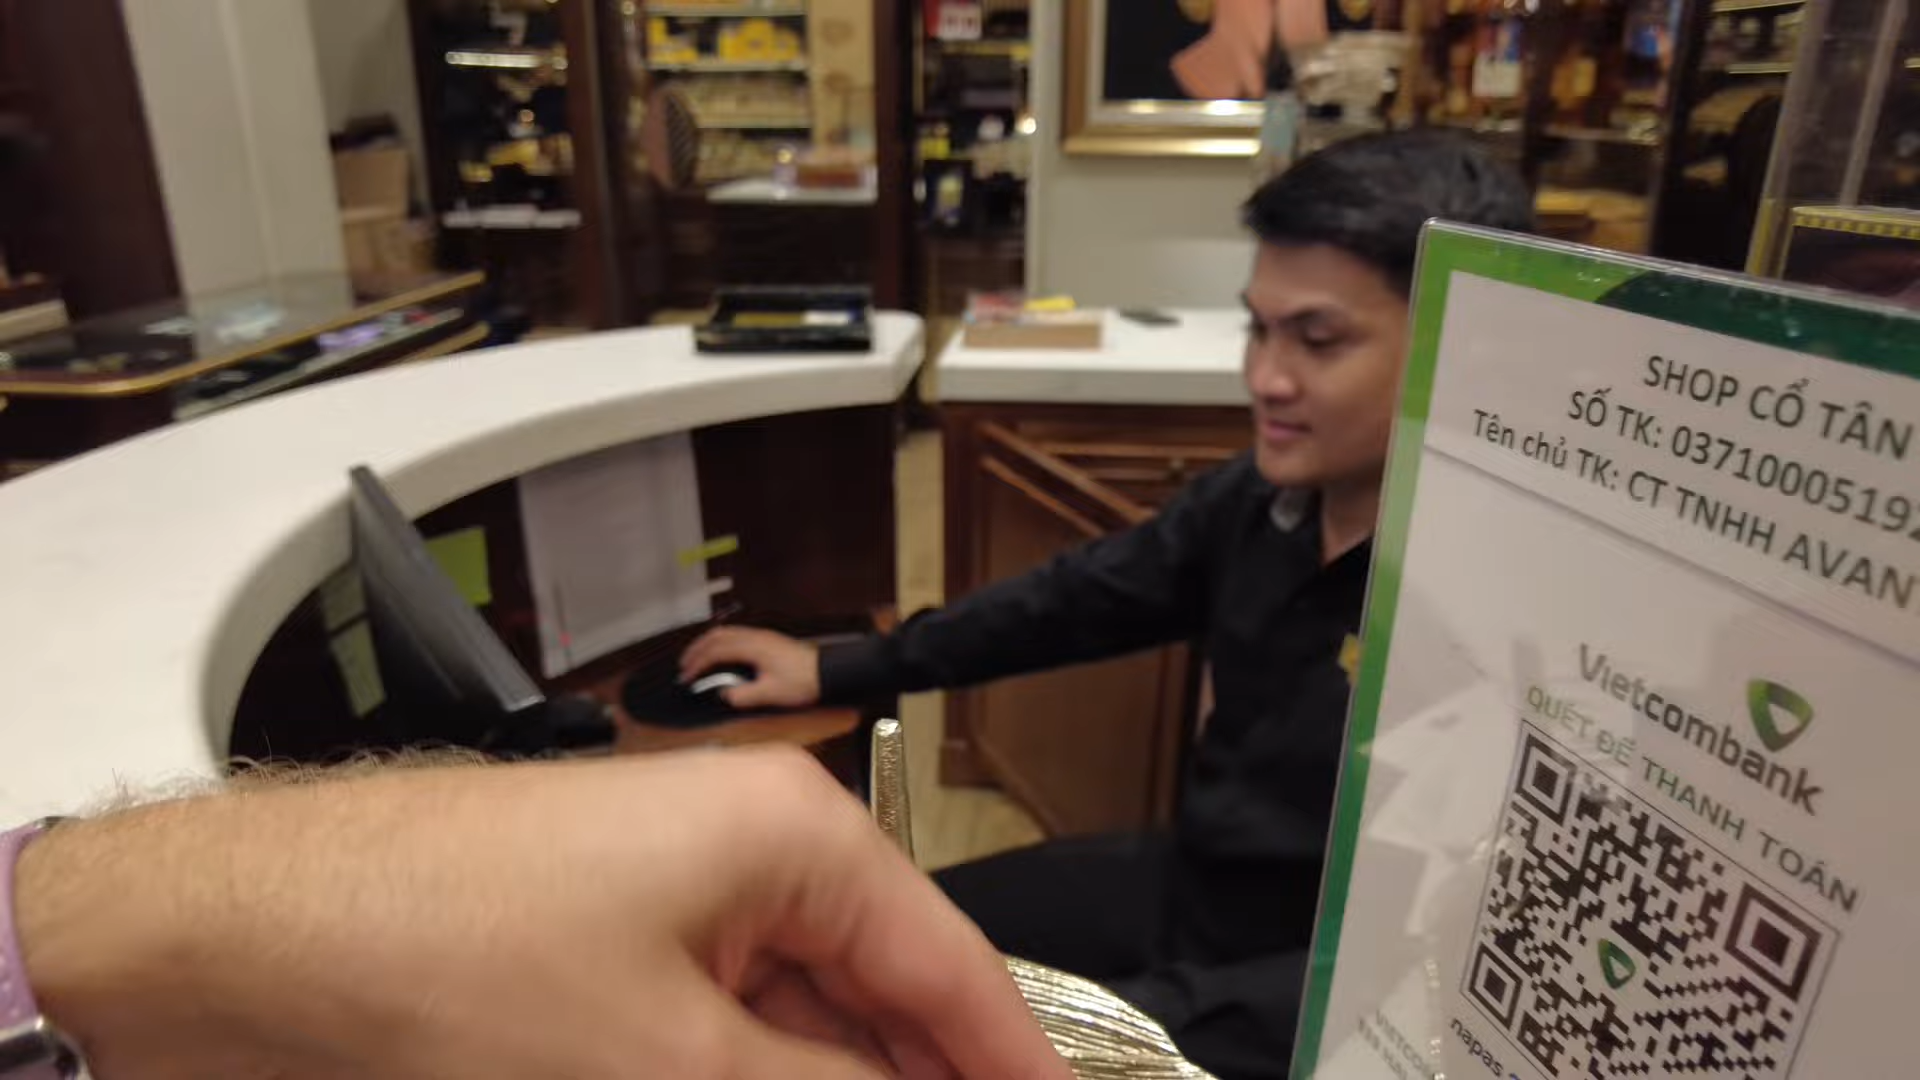 SHOP CỔ TÂN
SỐ TK: 03710005192
Tên chủ TK: CT TNHH AVAN
Vietcombank
QUÉT ĐỂ THANH TOÁN
napas